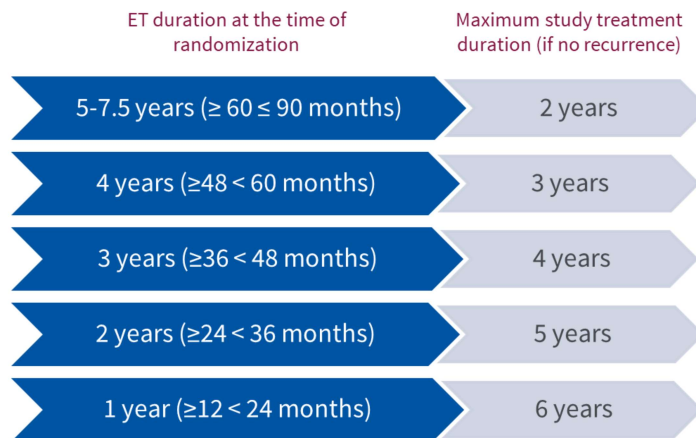 ET duration at the time of
randomization
Maximum study treatment
duration (if no recurrence)
5-7.5 years (≥ 60 ≤ 90 months)
2 years
4 years (≥48 < 60 months)
3 years
3 years (≥36 < 48 months)
4 years
2 years (≥24 < 36 months)
5 years
1 year (≥12 < 24 months)
6 years